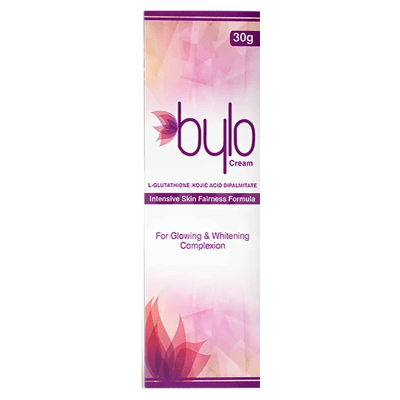 30g
bylo
Cream
L-GLUTATHIONE /KOJIC ACID DIPALMITATE
Intensive Skin Fairness Formula
For Glowing & Whitening
Complexion